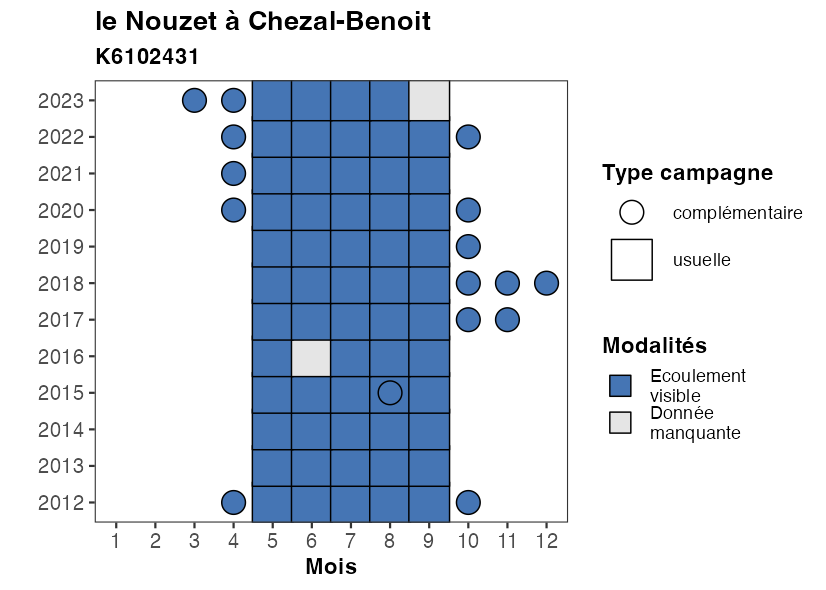 le Nouzet à Chezal-Benoit
K6102431
2023
2022
2021
2020
2019
2018
2017
2016
2015
2014
2013
2012
1 2 3 4 5 6 7 8 9 10 11 12
Mois
Type campagne
complémentaire
usuelle
Modalités
Ecoulement
visible
Donnée
manquante